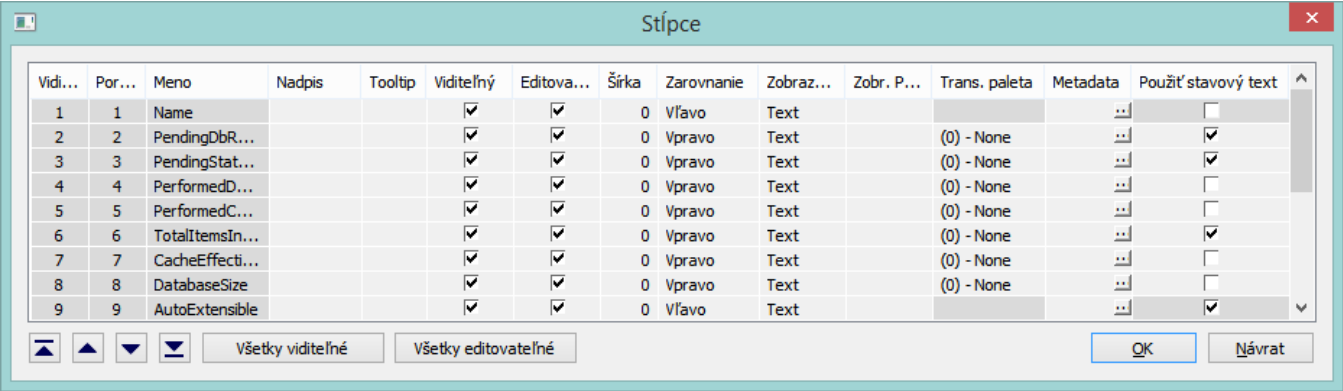 Stĺpce
Vidi... Por... Meno Nadpis Tooltip Viditeľný Editova... Šírka Zarovnanie Zobraz... Zobr. P... Trans. paleta Metadata Použiť stavový text
1 1 Name 0 Vľavo Text ..
2 2 PendingDbR... 0 Vpravo Text (0) - None ..
3 3 PendingStat... 0 Vpravo Text (0) - None ..
4 4 PerformedD... 0 Vpravo Text (0) - None ..
5 5 PerformedC... 0 Vpravo Text (0) - None ..
6 6 TotalItemsIn... 0 Vpravo Text (0) - None ..
7 7 CacheEffecti... 0 Vpravo Text (0) - None ..
8 8 DatabaseSize 0 Vpravo Text (0) - None ..
9 9 AutoExtensible 0 Vľavo Text ..
Všetky viditeľné Všetky editovateľné OK Návrat